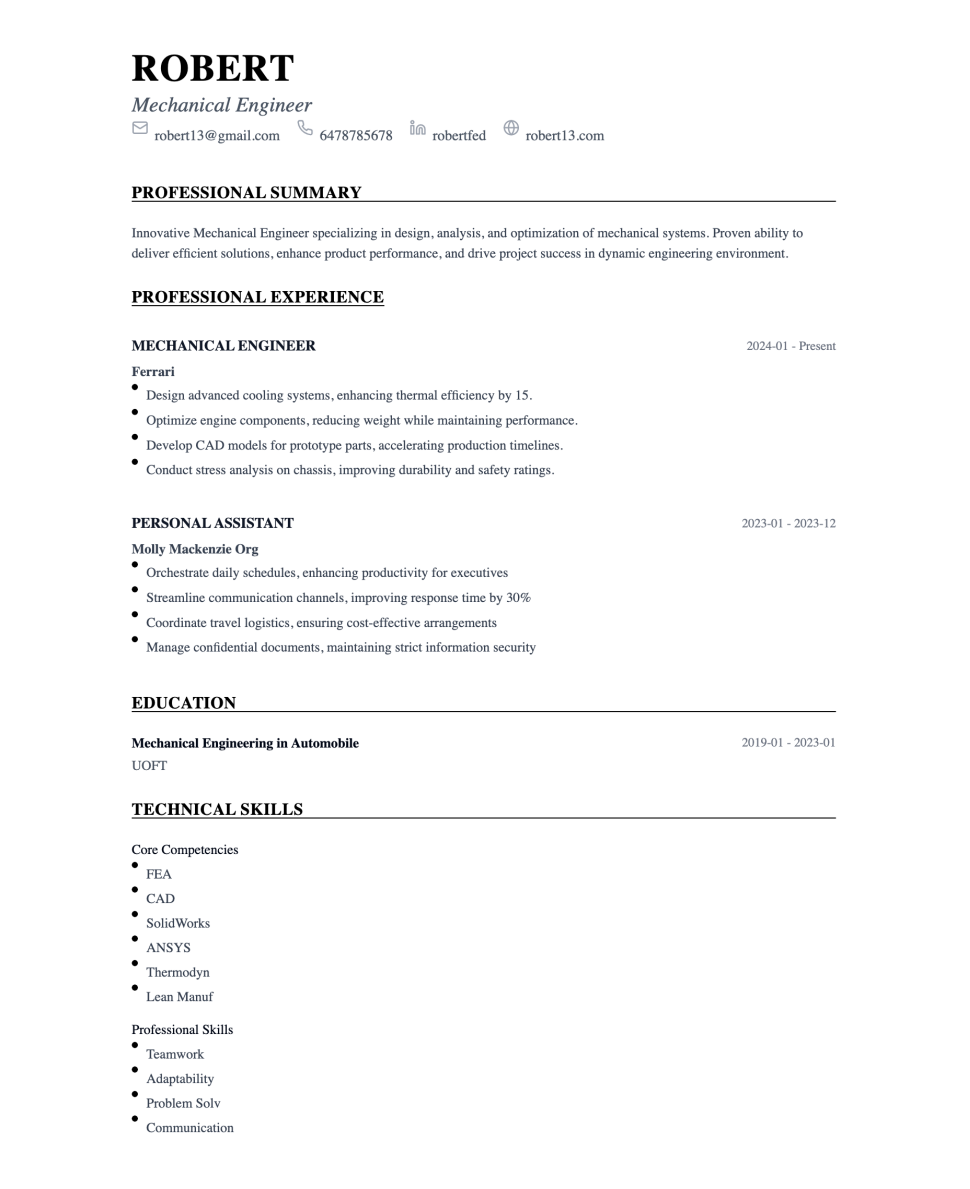 ROBERT
Mechanical Engineer
robert13@gmail.com 6478785678 robertfed robert13.com
PROFESSIONAL SUMMARY
Innovative Mechanical Engineer specializing in design, analysis, and optimization of mechanical systems. Proven ability to
deliver efficient solutions, enhance product performance, and drive project success in dynamic engineering environment.
PROFESSIONAL EXPERIENCE
MECHANICAL ENGINEER 2024-01 - Present
Ferrari
• Design advanced cooling systems, enhancing thermal efficiency by 15.
• Optimize engine components, reducing weight while maintaining performance.
• Develop CAD models for prototype parts, accelerating production timelines.
• Conduct stress analysis on chassis, improving durability and safety ratings.
PERSONAL ASSISTANT 2023-01 - 2023-12
Molly Mackenzie Org
• Orchestrate daily schedules, enhancing productivity for executives
• Streamline communication channels, improving response time by 30%
• Coordinate travel logistics, ensuring cost-effective arrangements
• Manage confidential documents, maintaining strict information security
EDUCATION
Mechanical Engineering in Automobile 2019-01 - 2023-01
UOFT
TECHNICAL SKILLS
Core Competencies
• FEA
• CAD
• SolidWorks
• ANSYS
• Thermodyn
• Lean Manuf
Professional Skills
• Teamwork
• Adaptability
• Problem Solv
• Communication